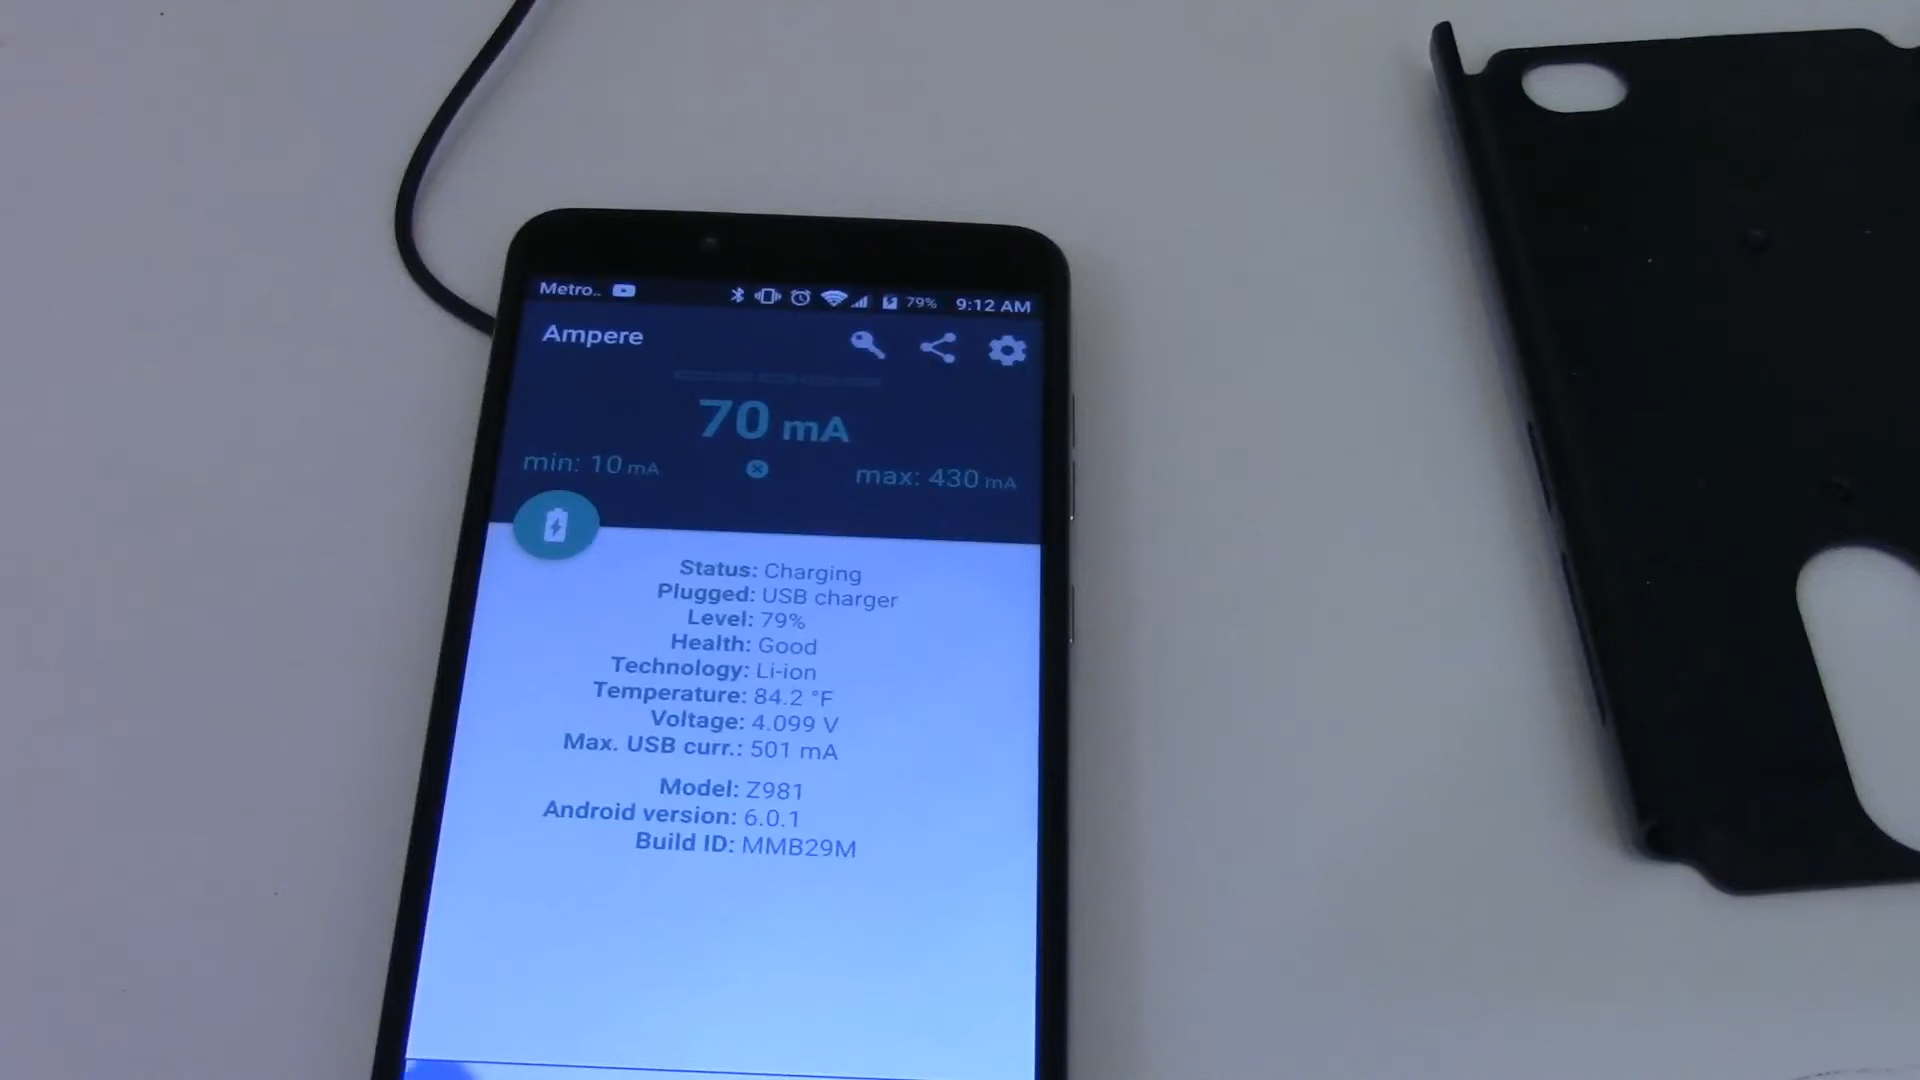 Metro.. 79% 9:12 AM
Ampere
70 mA
min: 10 mA max: 430 mA
Status: Charging
Plugged: USB charger
Level: 79%
Health: Good
Technology: Li-ion
Temperature: 84.2 °F
Voltage: 4.099 V
Max. USB curr.: 501 mA
Model: Z981
Android version: 6.0.1
Build ID: MMB29M